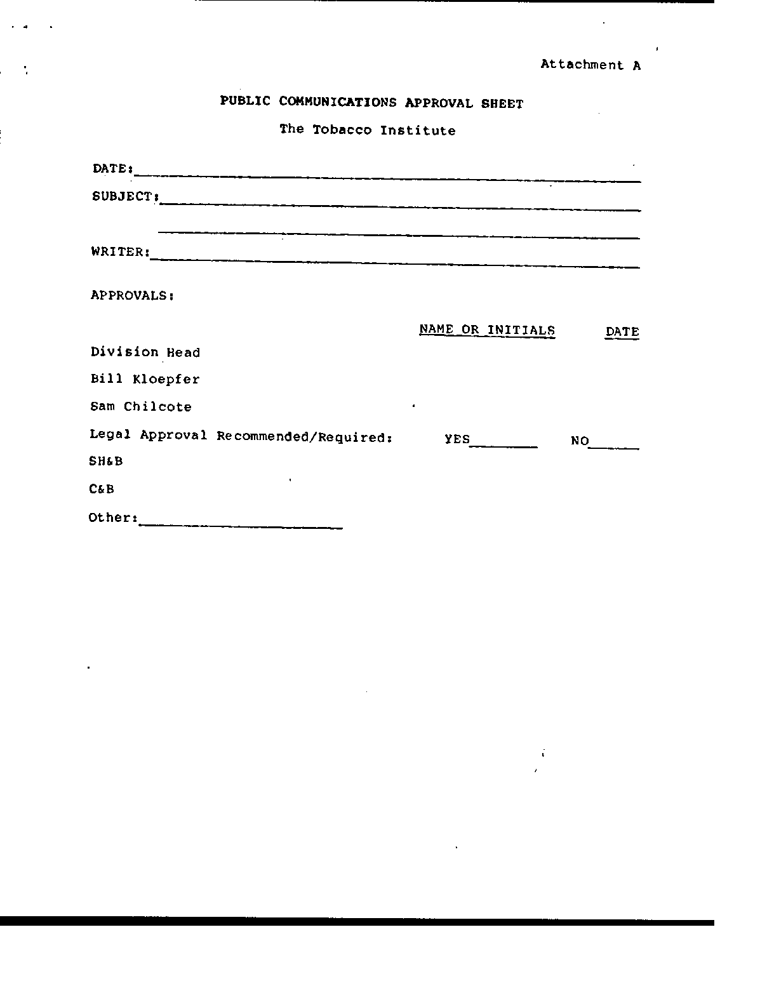 Attachment A
PUBLIC COMMUNICATIONS APPROVAL SHEET
The Tobacco Institute
DATE:
SUBJECT:
WRITER:
APPROVALS:
NAME OR INITIALS DATE
Division Head
Bill Kloepfer
Sam Chilcote
Legal Approval Recommended/Required: YES NO
SH&B
C&B
Other: